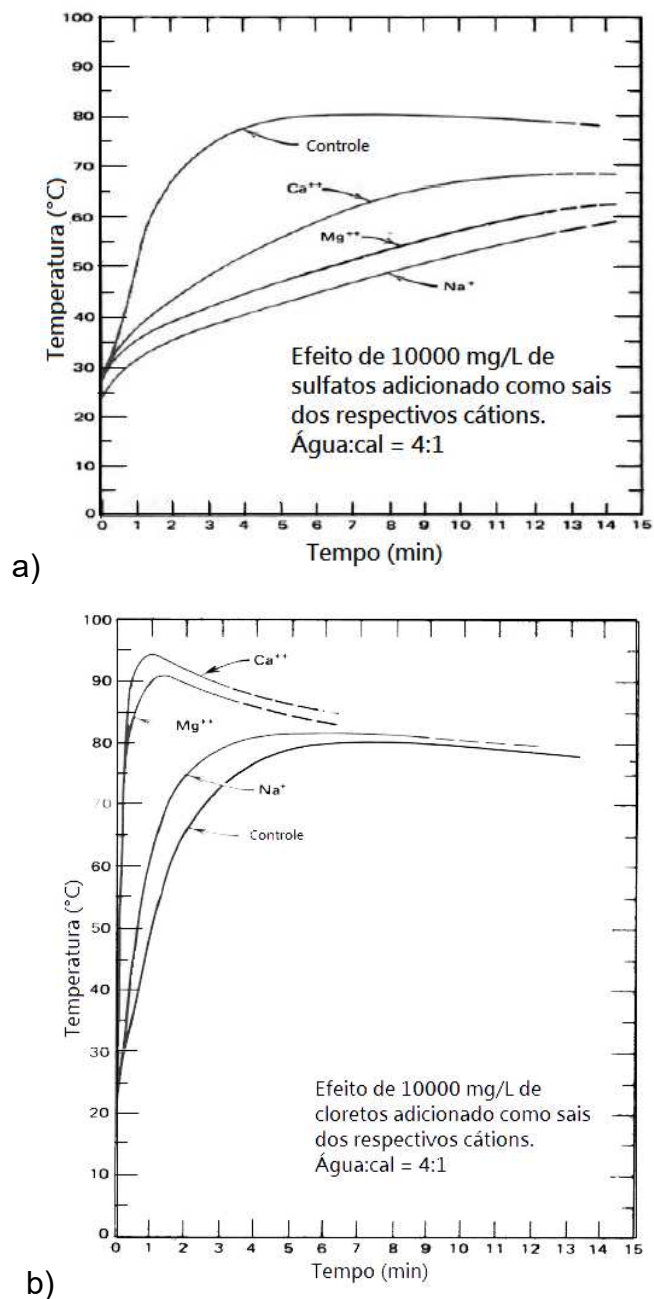 100
90
80
70
60
50
40
30
20
10
0
Temperatura (°C)
Controle
Ca++
Mg++
Na+
Efeito de 10000 mg/L de
sulfatos adicionado como sais
dos respectivos cátions.
Água:cal = 4:1
0 1 2 3 4 5 6 7 8 9 10 11 12 13 14 15
Tempo (min)
a)
100
90
80
70
60
50
40
30
20
10
0
Temperatura (°C)
Ca++
Mg++
Na+
Controle
Efeito de 10000 mg/L de
cloretos adicionado como sais
dos respectivos cátions.
Água:cal = 4:1
0 1 2 3 4 5 6 7 8 9 10 11 12 13 14 15
Tempo (min)
b)